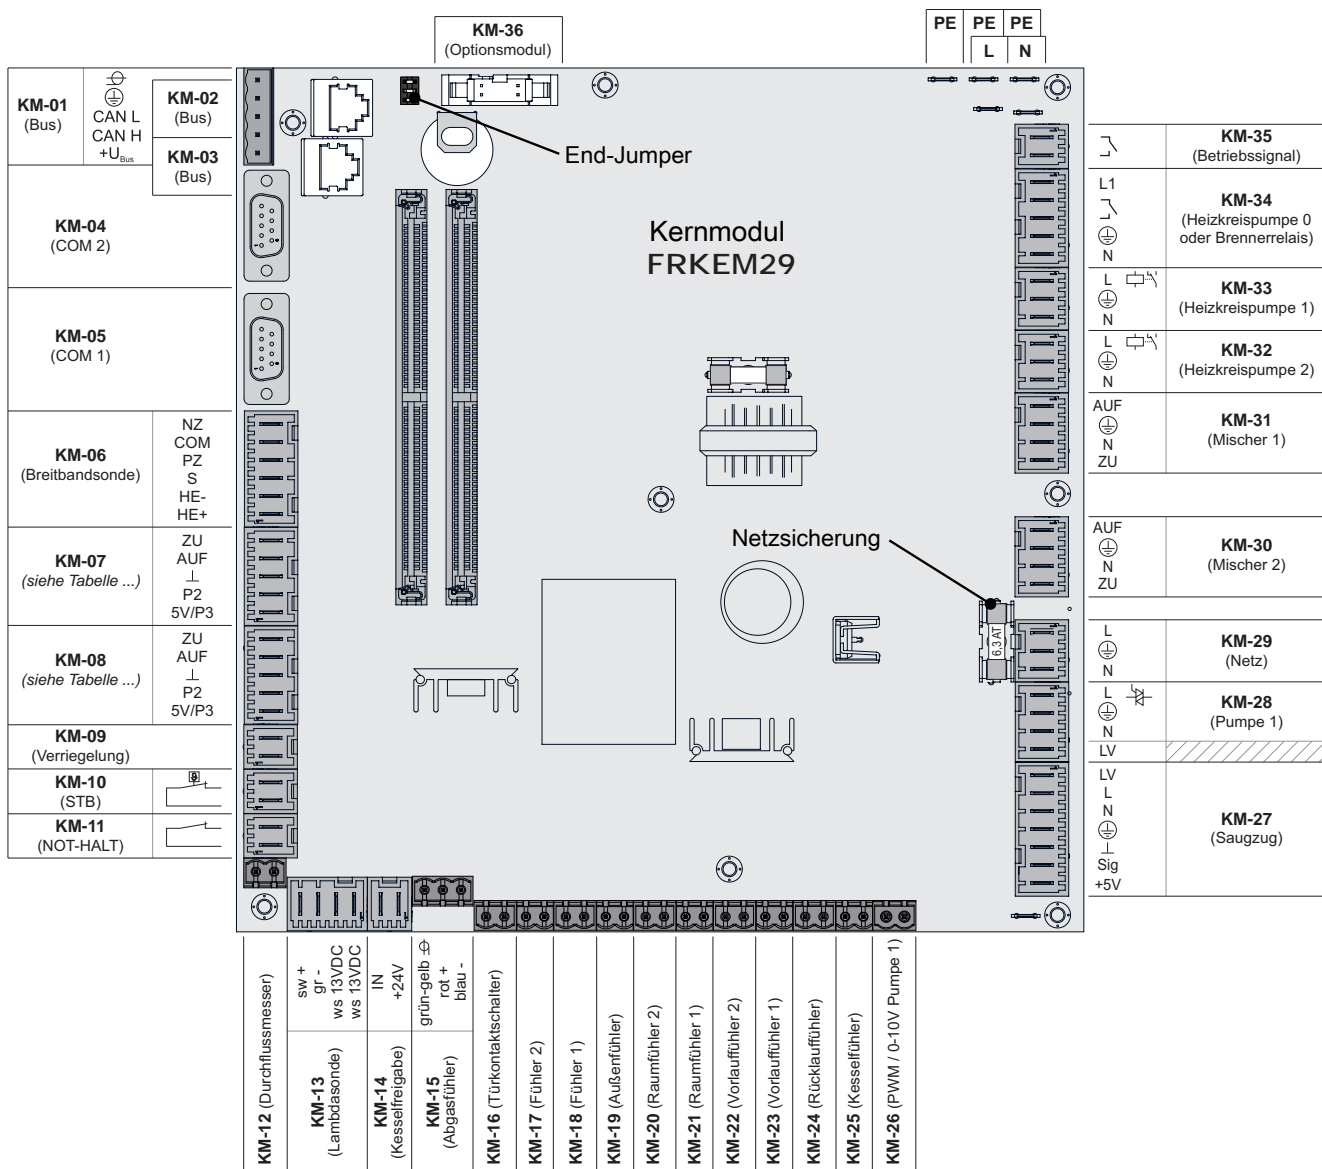 KM-36
(Optionsmodul)
PE PE PE
L N
KM-01
(Bus)
CAN L
CAN H
+U Bus
KM-02
(Bus)
KM-03
(Bus)
KM-04
(COM 2)
KM-05
(COM 1)
KM-06
(Breitbandsonde)
NZ
COM
PZ
S
HE-
HE+
KM-07
(siehe Tabelle ...)
ZU
AUF
P2
5V/P3
KM-08
(siehe Tabelle ...)
ZU
AUF
P2
5V/P3
KM-09
(Verriegelung)
KM-10
(STB)
KM-11
(NOT-HALT)
End-Jumper
Kernmodul
FRKEM29
Netzsicherung
6,3 AT
KM-35
(Betriebssignal)
L1
N
KM-34
(Heizkreispumpe 0
oder Brennerrelais)
L
N
KM-33
(Heizkreispumpe 1)
L
N
KM-32
(Heizkreispumpe 2)
AUF
N
ZU
KM-31
(Mischer 1)
AUF
N
ZU
KM-30
(Mischer 2)
L
N
KM-29
(Netz)
L
N
LV
KM-28
(Pumpe 1)
LV
L
N
Sig
+5V
KM-27
(Saugzug)
KM-12 (Durchflussmesser)
sw +
gr -
ws 13VDC
ws 13VDC
KM-13
(Lambdasonde)
IN
+24V
KM-14
(Kesselfreigabe)
grün-gelb
rot +
blau -
KM-15
(Abgasfühler)
KM-16 (Türkontaktschalter)
KM-17 (Fühler 2)
KM-18 (Fühler 1)
KM-19 (Außenfühler)
KM-20 (Raumfühler 2)
KM-21 (Raumfühler 1)
KM-22 (Vorlauffühler 2)
KM-23 (Vorlauffühler 1)
KM-24 (Rücklauffühler)
KM-25 (Kesselfühler)
KM-26 (PWM / 0-10V Pumpe 1)